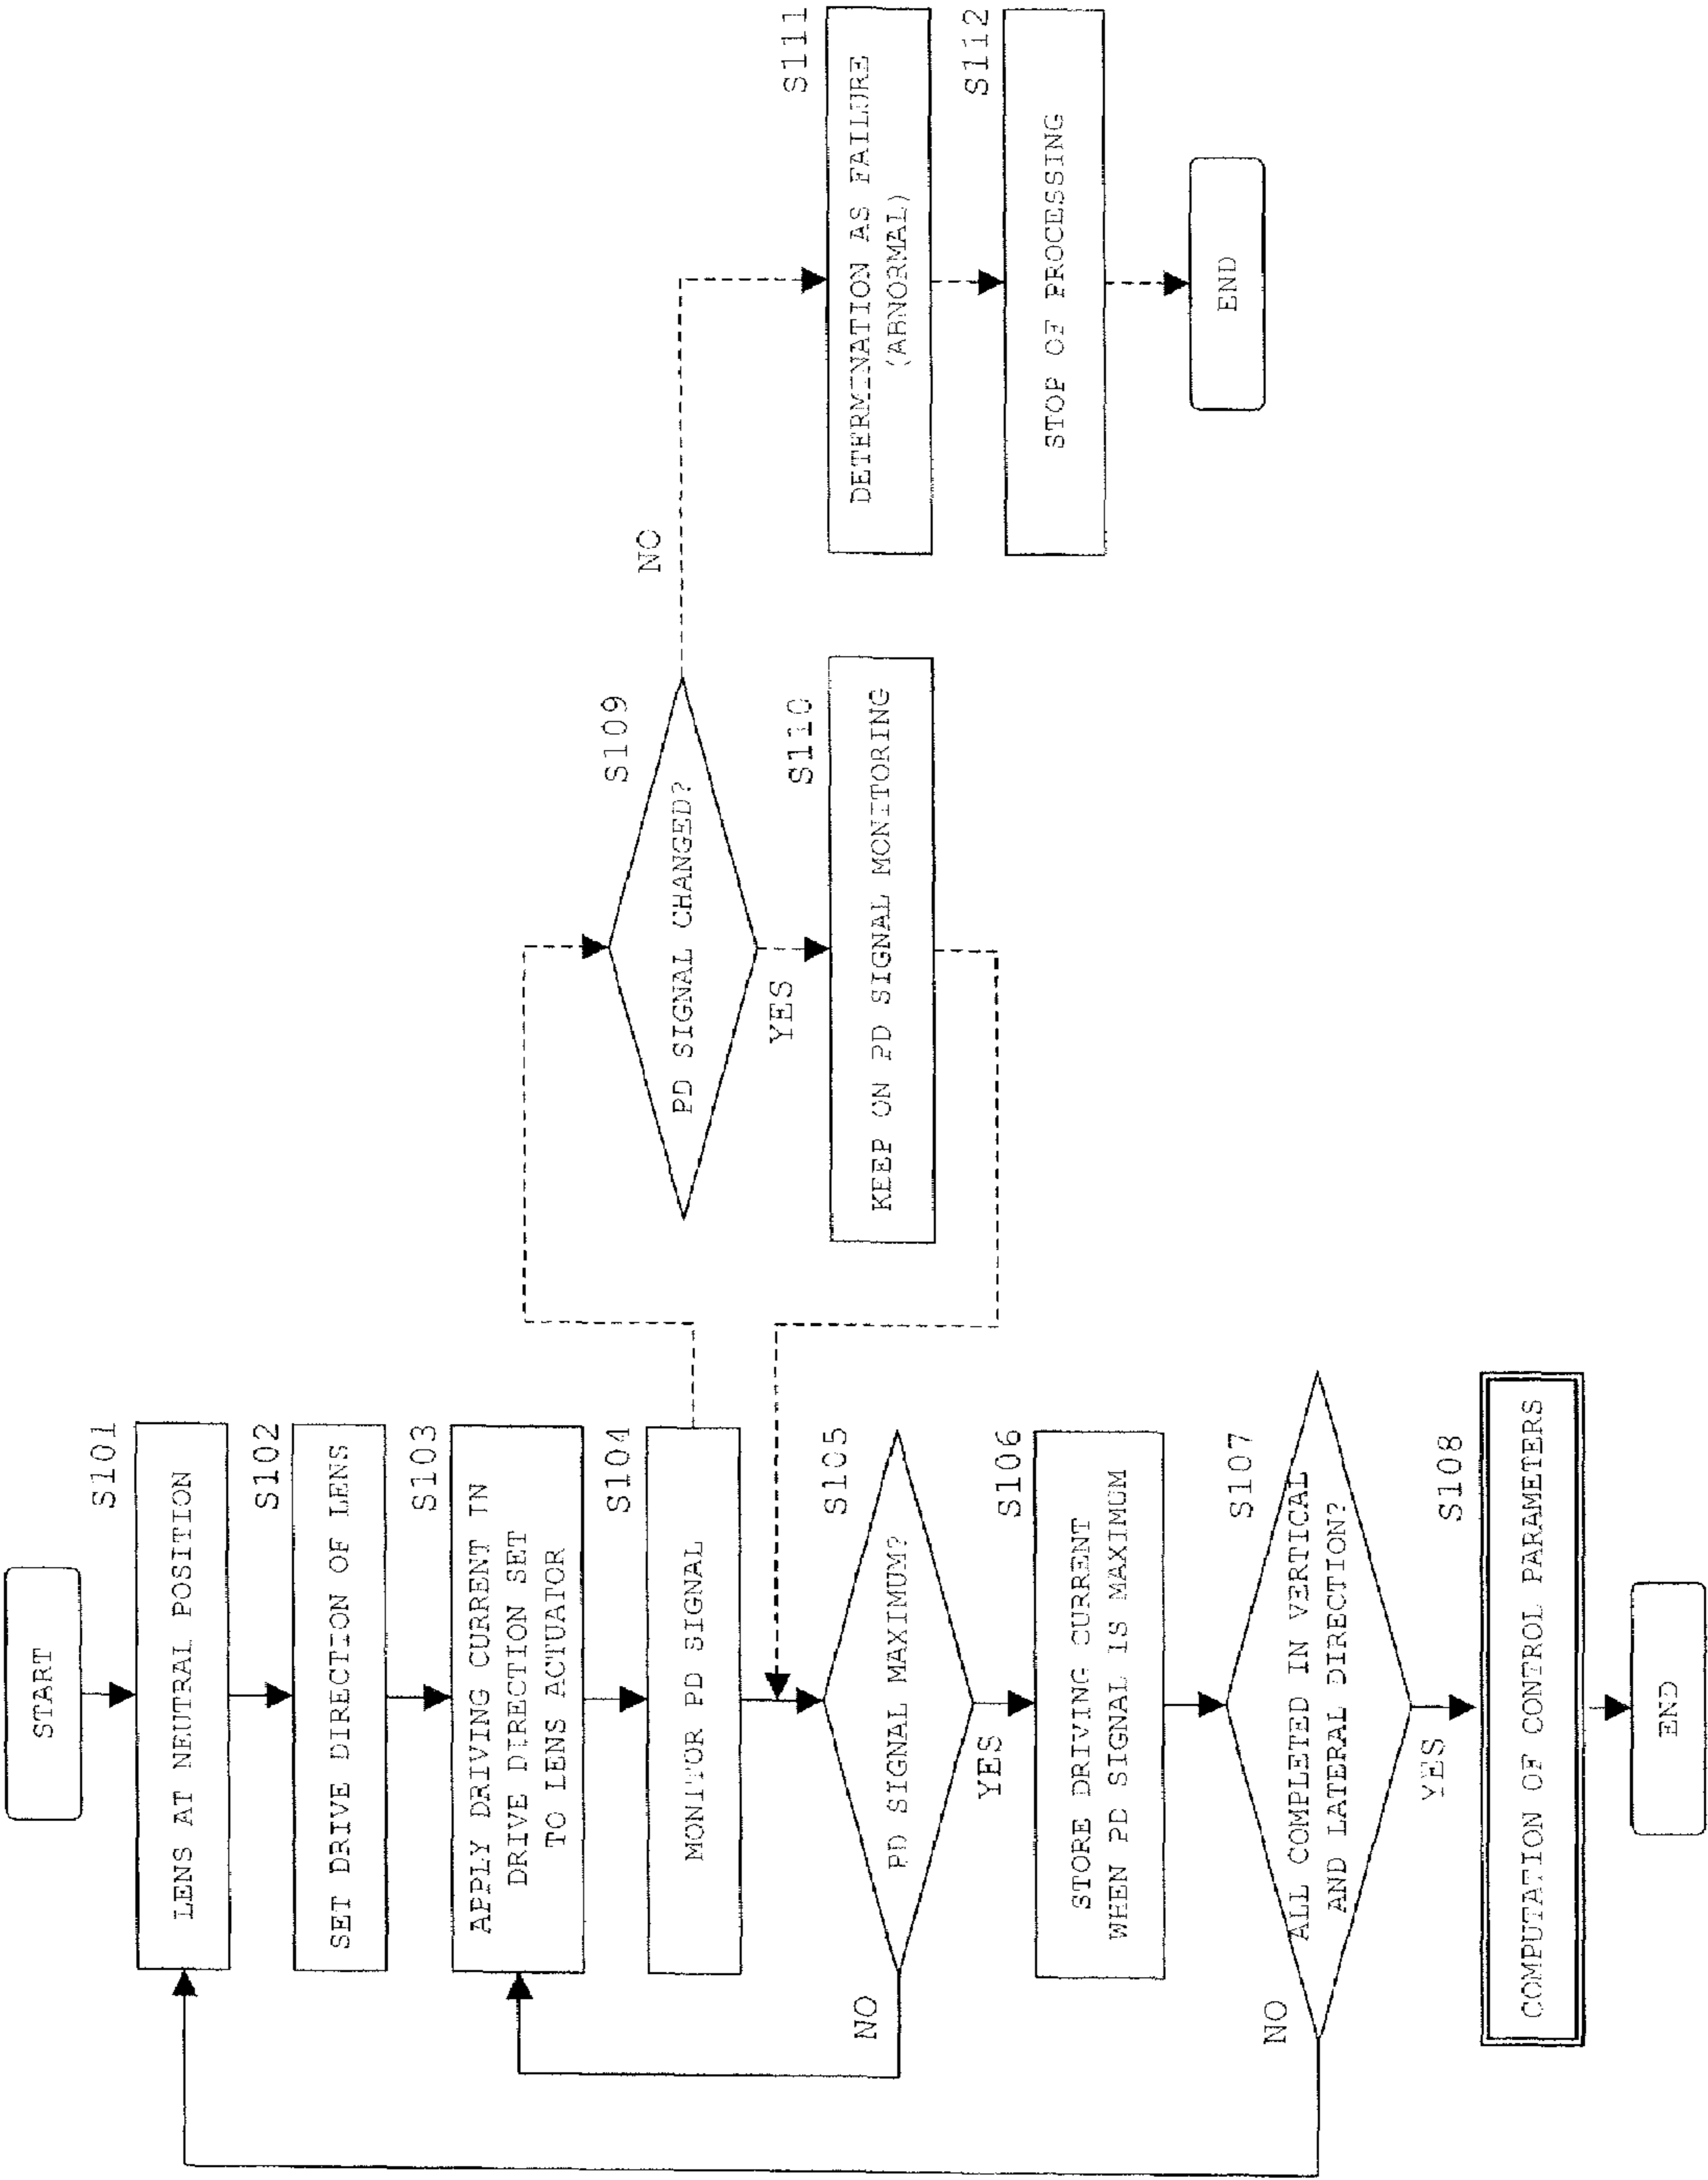 START
S101
LENS AT NEUTRAL POSITION
S102
SET DRIVE DIRECTION OF LENS
S103
APPLY DRIVING CURRENT IN
DRIVE DIRECTION SET
TO LENS ACTUATOR
S104
MONITOR PD SIGNAL
S105
PD SIGNAL MAXIMUM?
NO
YES
S106
STORE DRIVING CURRENT
WHEN PD SIGNAL IS MAXIMUM
S107
ALL COMPLETED IN VERTICAL
AND LATERAL DIRECTION?
NO
YES
S108
COMPUTATION OF CONTROL PARAMETERS
END
S109
PD SIGNAL CHANGED?
NO
YES
S110
KEEP ON PD SIGNAL MONITORING
S111
DETERMINATION AS FAILURE
(ABNORMAL)
S112
STOP OF PROCESSING
END